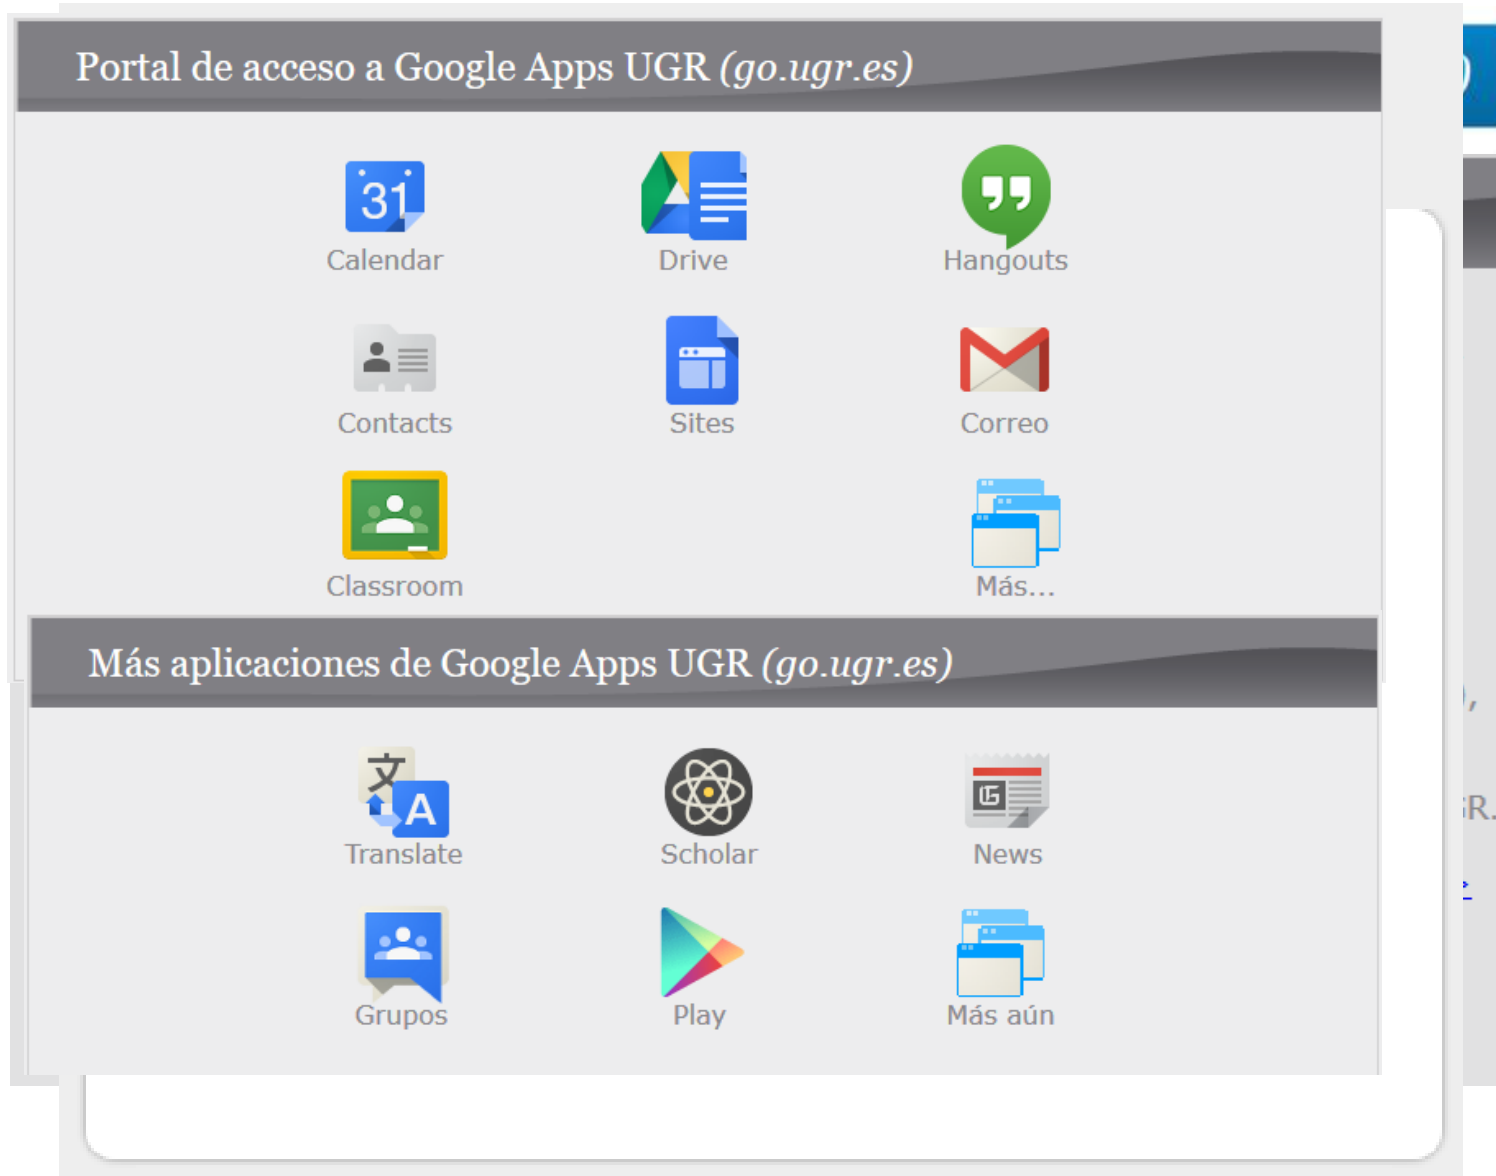 Portal de acceso a Google Apps UGR (go.ugr.es)
31
Calendar
Drive
Hangouts
Contacts
Sites
Correo
Classroom
Más...
Más aplicaciones de Google Apps UGR (go.ugr.es)
文
A
Translate
Scholar
G
News
Grupos
Play
Más aún
),
R.